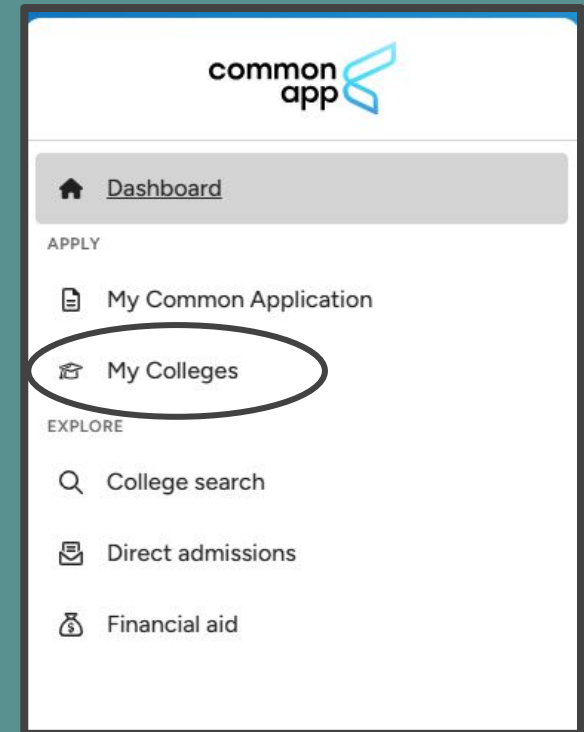 common
app
Dashboard
APPLY
My Common Application
My Colleges
EXPLORE
College search
Direct admissions
Financial aid